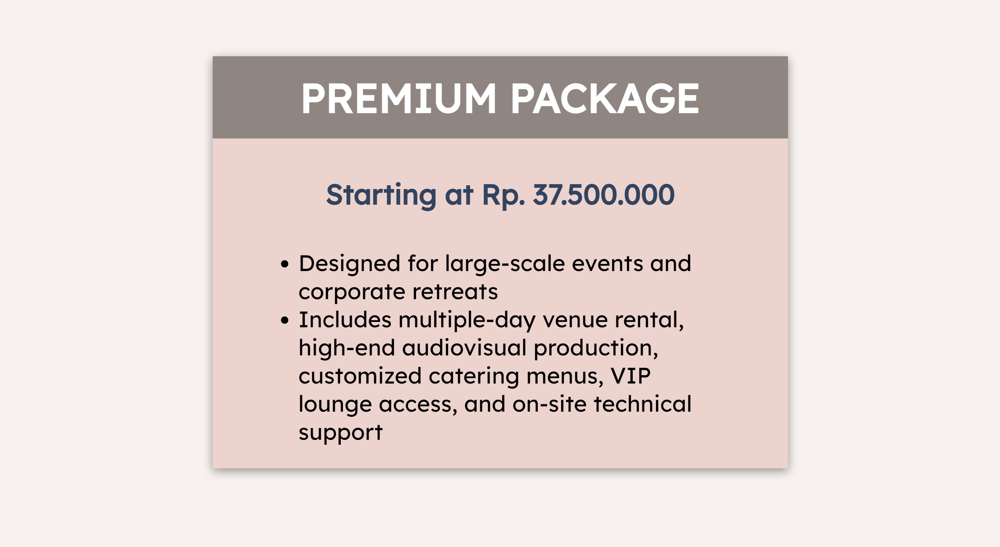 PREMIUM PACKAGE
Starting at Rp. 37.500.000
• Designed for large-scale events and
corporate retreats
• Includes multiple-day venue rental,
high-end audiovisual production,
customized catering menus, VIP
lounge access, and on-site technical
support